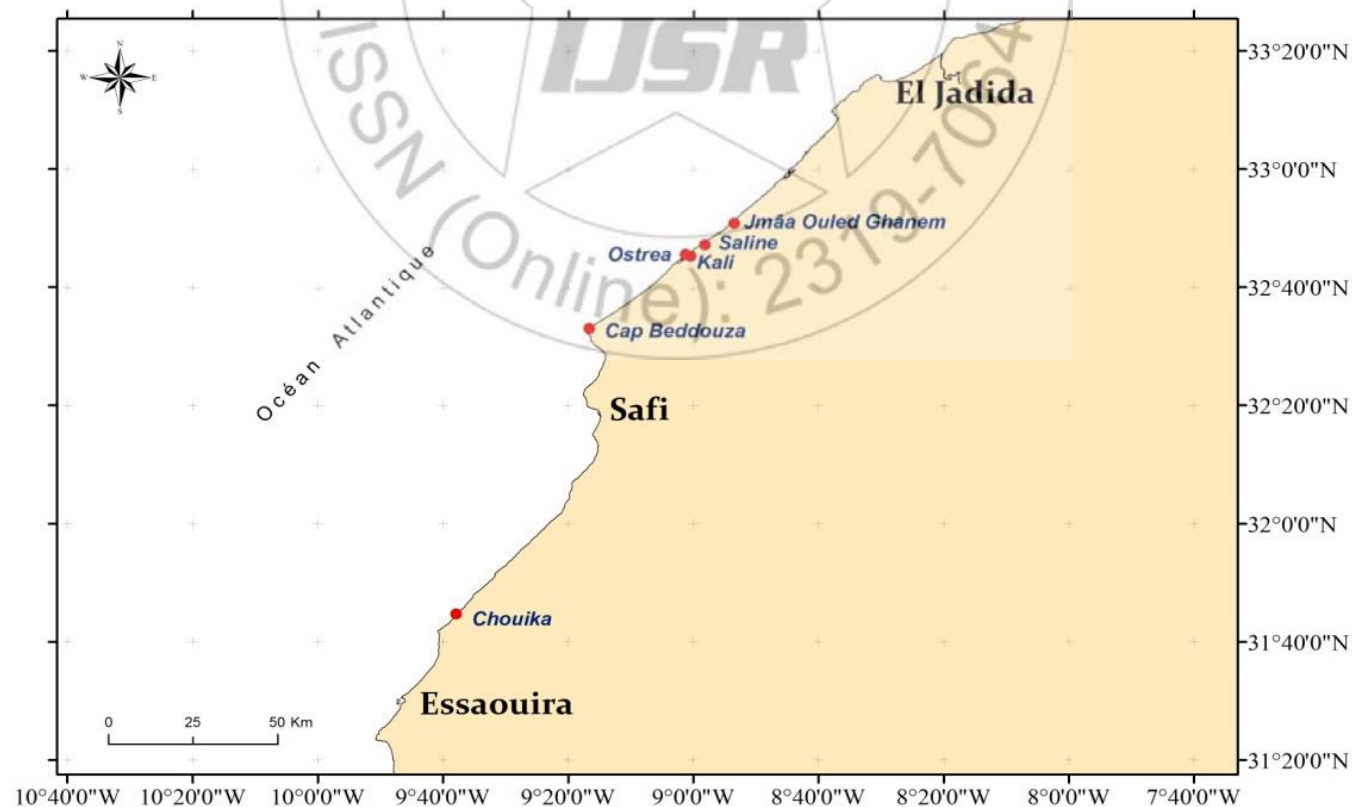 IJSR
ISSN (Online): 2319-7064
N
W E
S
33°20'0"N
El Jadida
33°0'0"N
Jmâa Ouled Ghanem
Saline
Ostrea
Kali
32°40'0"N
Océan Atlantique
Cap Beddouza
Safi
32°20'0"N
32°0'0"N
Chouika
31°40'0"N
Essaouira
0 25 50 Km
31°20'0"N
10°40'0"W 10°20'0"W 10°0'0"W 9°40'0"W 9°20'0"W 9°0'0"W 8°40'0"W 8°20'0"W 8°0'0"W 7°40'0"W